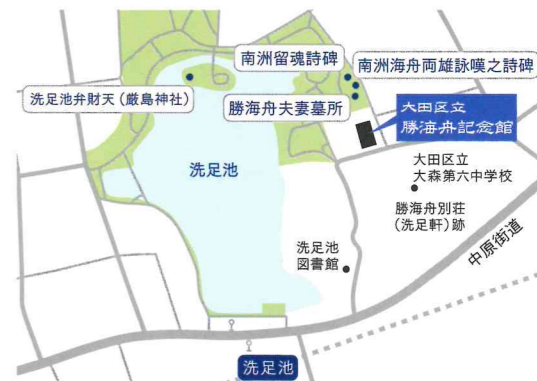 南洲留魂詩碑
南洲海舟両雄詠嘆之詩碑
洗足池弁財天（厳島神社）
勝海舟夫妻墓所
大田区立
勝海舟記念館
洗足池
大田区立
大森第六中学校
勝海舟別荘
（洗足軒）跡
中原街道
洗足池
図書館
洗足池